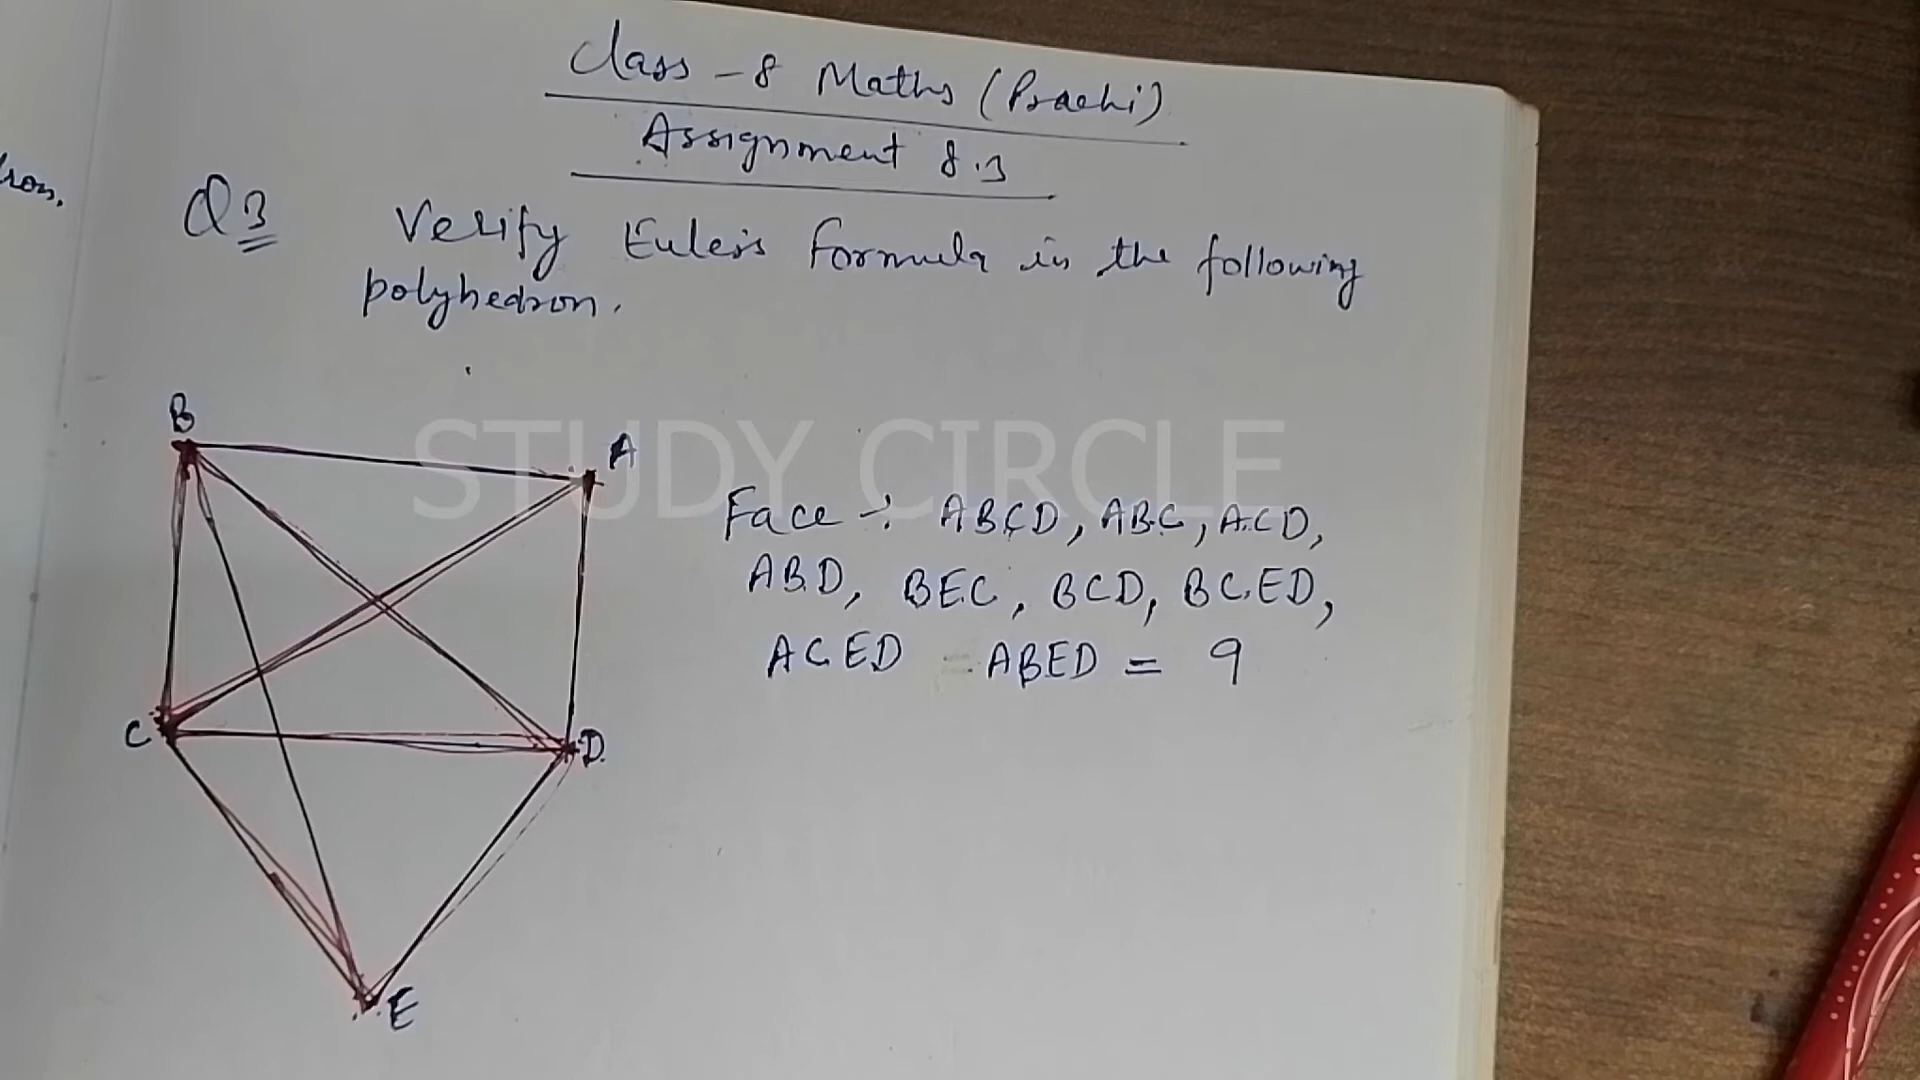 Class - 8 Maths (Prachi)
Assignment 8.3
ron.
Q3 Verify Euler's formula in the following
polyhedron.
B
A
STUDY CIRCLE
Face : ABCD, ABC, ACD,
ABD, BEC, BCD, BCED,
ACED = ABED = 9
C
D
E